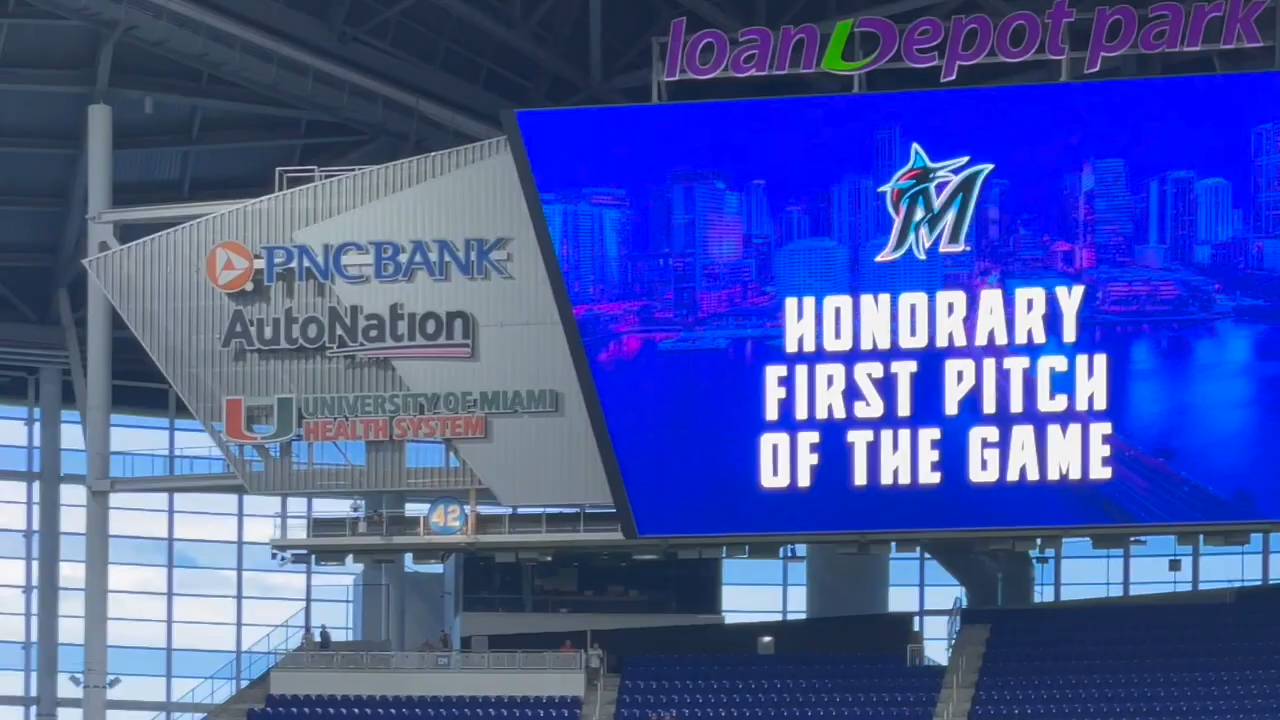 loanDepot park
M
HONORARY
FIRST PITCH
OF THE GAME
PNC BANK
AutoNation
U UNIVERSITY OF MIAMI
HEALTH SYSTEM
42